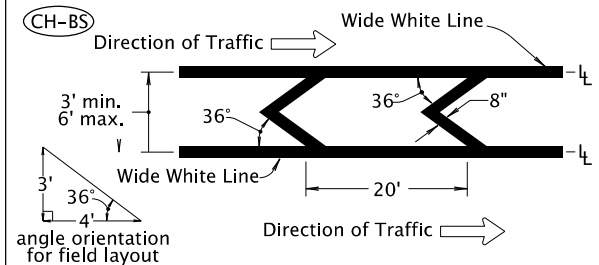 CH-BS
Wide White Line
Direction of Traffic
3' min.
6' max.
36°
36°
8"
3'
36°
4'
Wide White Line
20'
angle orientation
for field layout
Direction of Traffic